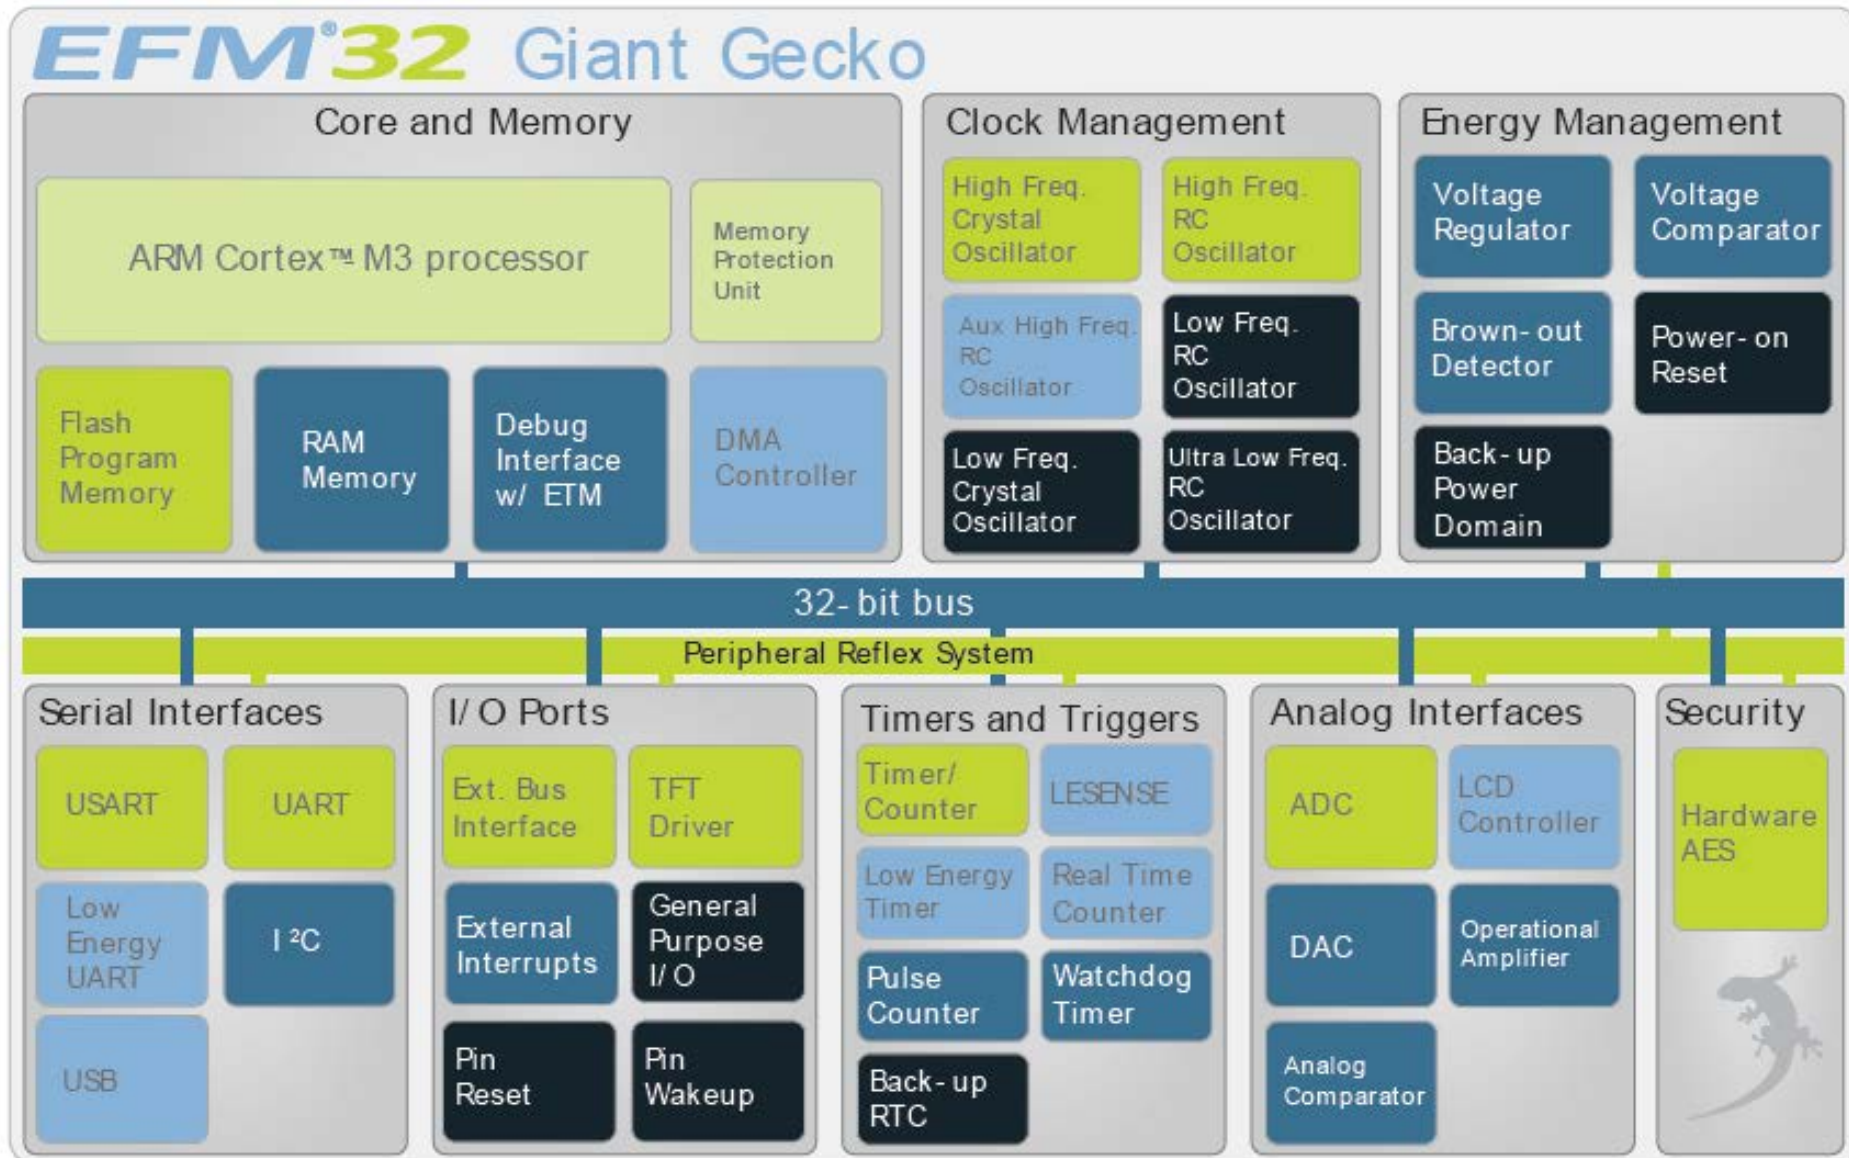 EFM®32 Giant Gecko
Core and Memory
ARM Cortex™ M3 processor
Memory
Protection
Unit
Flash
Program
Memory
RAM
Memory
Debug
Interface
w/ ETM
DMA
Controller
Clock Management
High Freq.
Crystal
Oscillator
High Freq.
RC
Oscillator
Aux High Freq.
RC
Oscillator
Low Freq.
RC
Oscillator
Low Freq.
Crystal
Oscillator
Ultra Low Freq.
RC
Oscillator
Energy Management
Voltage
Regulator
Voltage
Comparator
Brown-out
Detector
Power-on
Reset
Back-up
Power
Domain
32-bit bus
Peripheral Reflex System
Serial Interfaces
USART
UART
Low
Energy
UART
I²C
USB
I/O Ports
Ext. Bus
Interface
TFT
Driver
External
Interrupts
General
Purpose
I/O
Pin
Reset
Pin
Wakeup
Timers and Triggers
Timer/
Counter
LESENSE
Low Energy
Timer
Real Time
Counter
Pulse
Counter
Watchdog
Timer
Back-up
RTC
Analog Interfaces
ADC
LCD
Controller
DAC
Operational
Amplifier
Analog
Comparator
Security
Hardware
AES